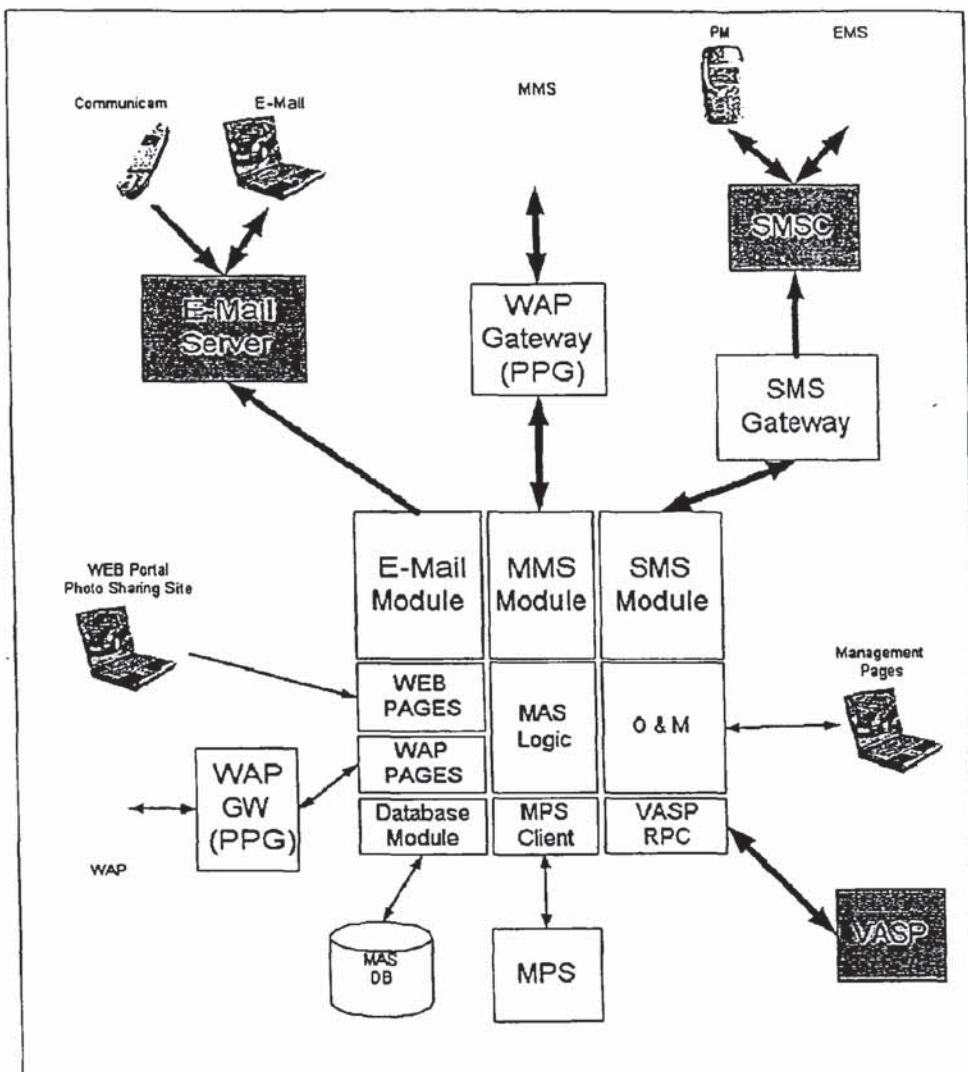 PM
EMS
MMS
Communicam
E-Mail
SMSC
E-Mail
Server
WAP
Gateway
(PPG)
SMS
Gateway
E-Mail
Module
MMS
Module
SMS
Module
WEB Portal
Photo Sharing Site
Management
Pages
WEB
PAGES
MAS
Logic
O & M
WAP
PAGES
WAP
GW
(PPG)
Database
Module
MPS
Client
VASP
RPC
WAP
MAS
DB
MPS
VASP